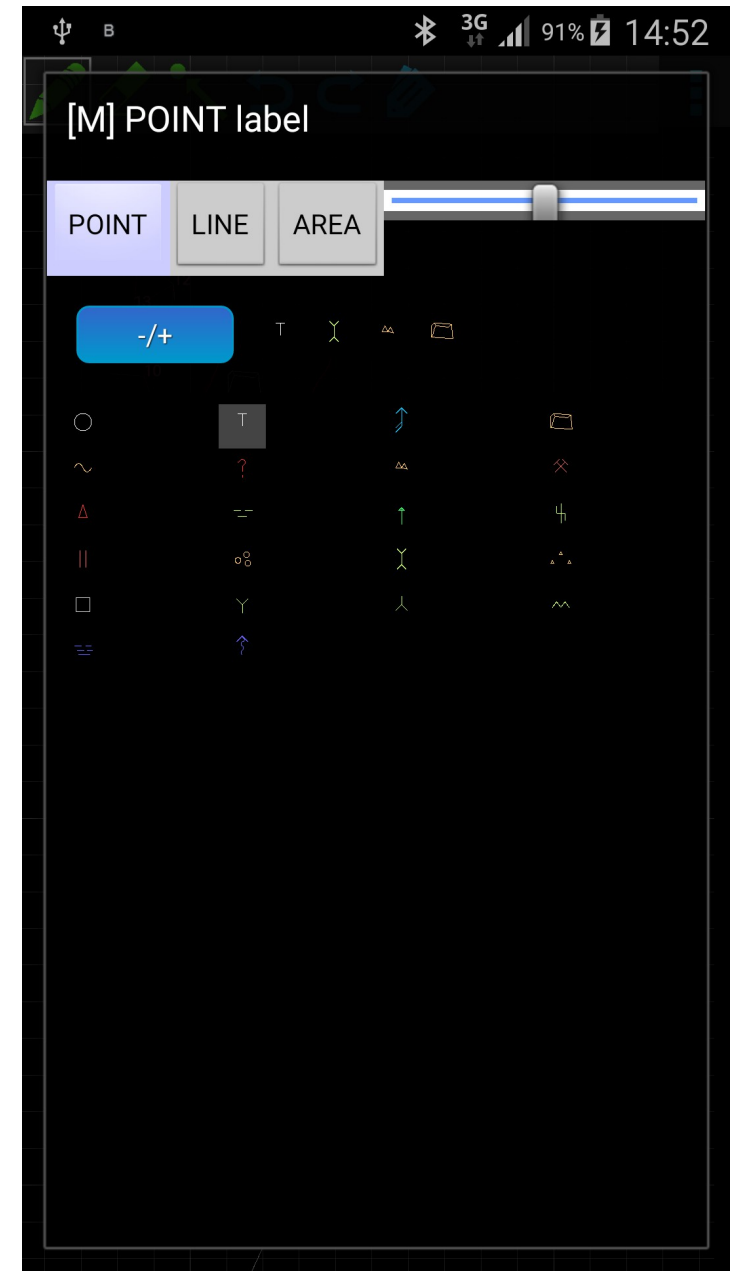 B 3G 91% 14:52
[M] POINT label
POINT LINE AREA
-/+ T
T
?